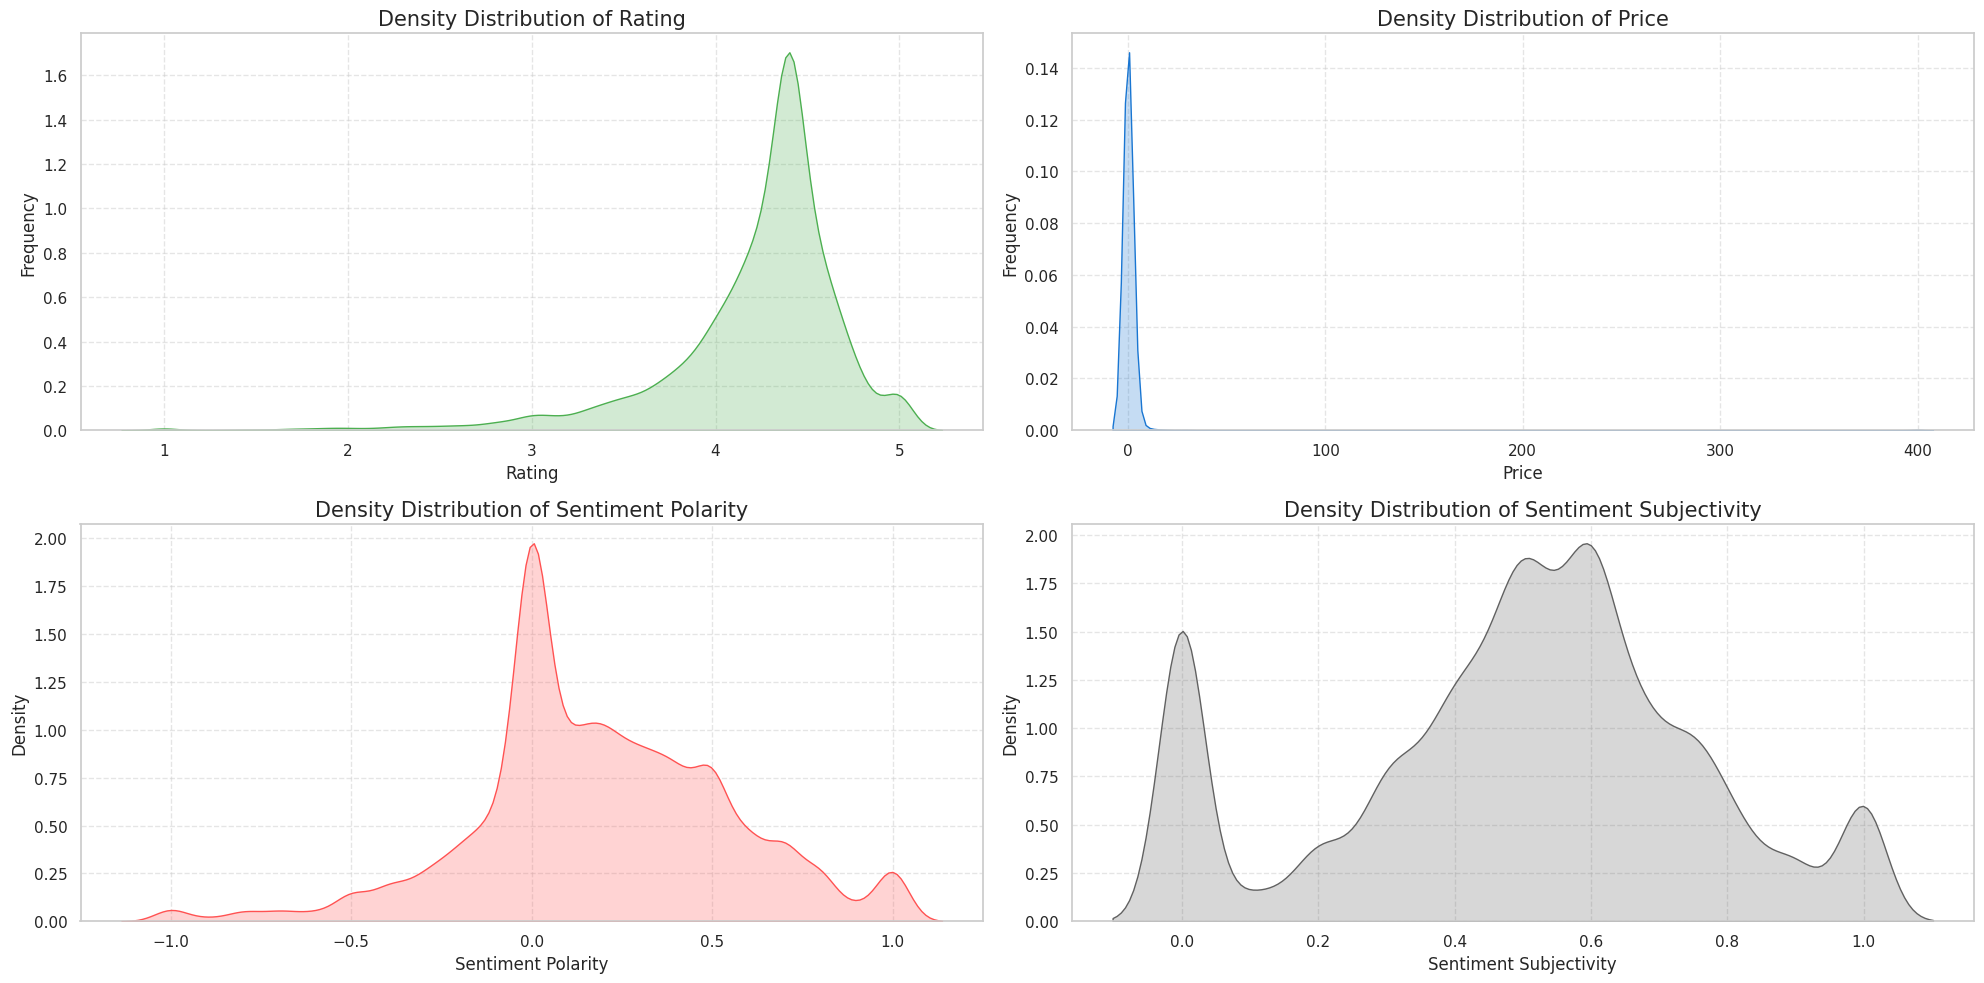 Density Distribution of Rating
Frequency
1.6
1.4
1.2
1.0
0.8
0.6
0.4
0.2
0.0
1 2 3 4 5
Rating
Density Distribution of Price
Frequency
0.14
0.12
0.10
0.08
0.06
0.04
0.02
0.00
0 100 200 300 400
Price
Density Distribution of Sentiment Polarity
Density
2.00
1.75
1.50
1.25
1.00
0.75
0.50
0.25
0.00
−1.0 −0.5 0.0 0.5 1.0
Sentiment Polarity
Density Distribution of Sentiment Subjectivity
Density
2.00
1.75
1.50
1.25
1.00
0.75
0.50
0.25
0.00
0.0 0.2 0.4 0.6 0.8 1.0
Sentiment Subjectivity